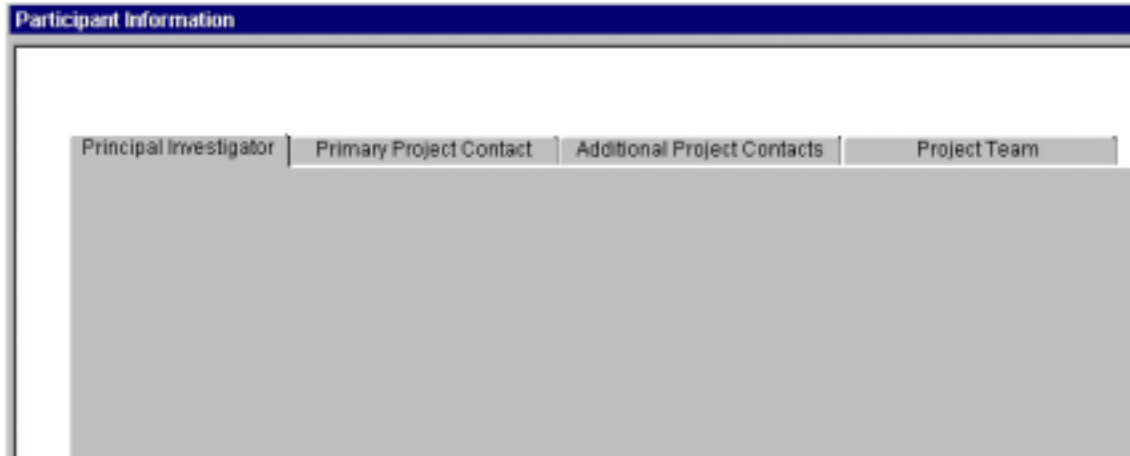 Participant Information
Principal Investigator Primary Project Contact Additional Project Contacts Project Team